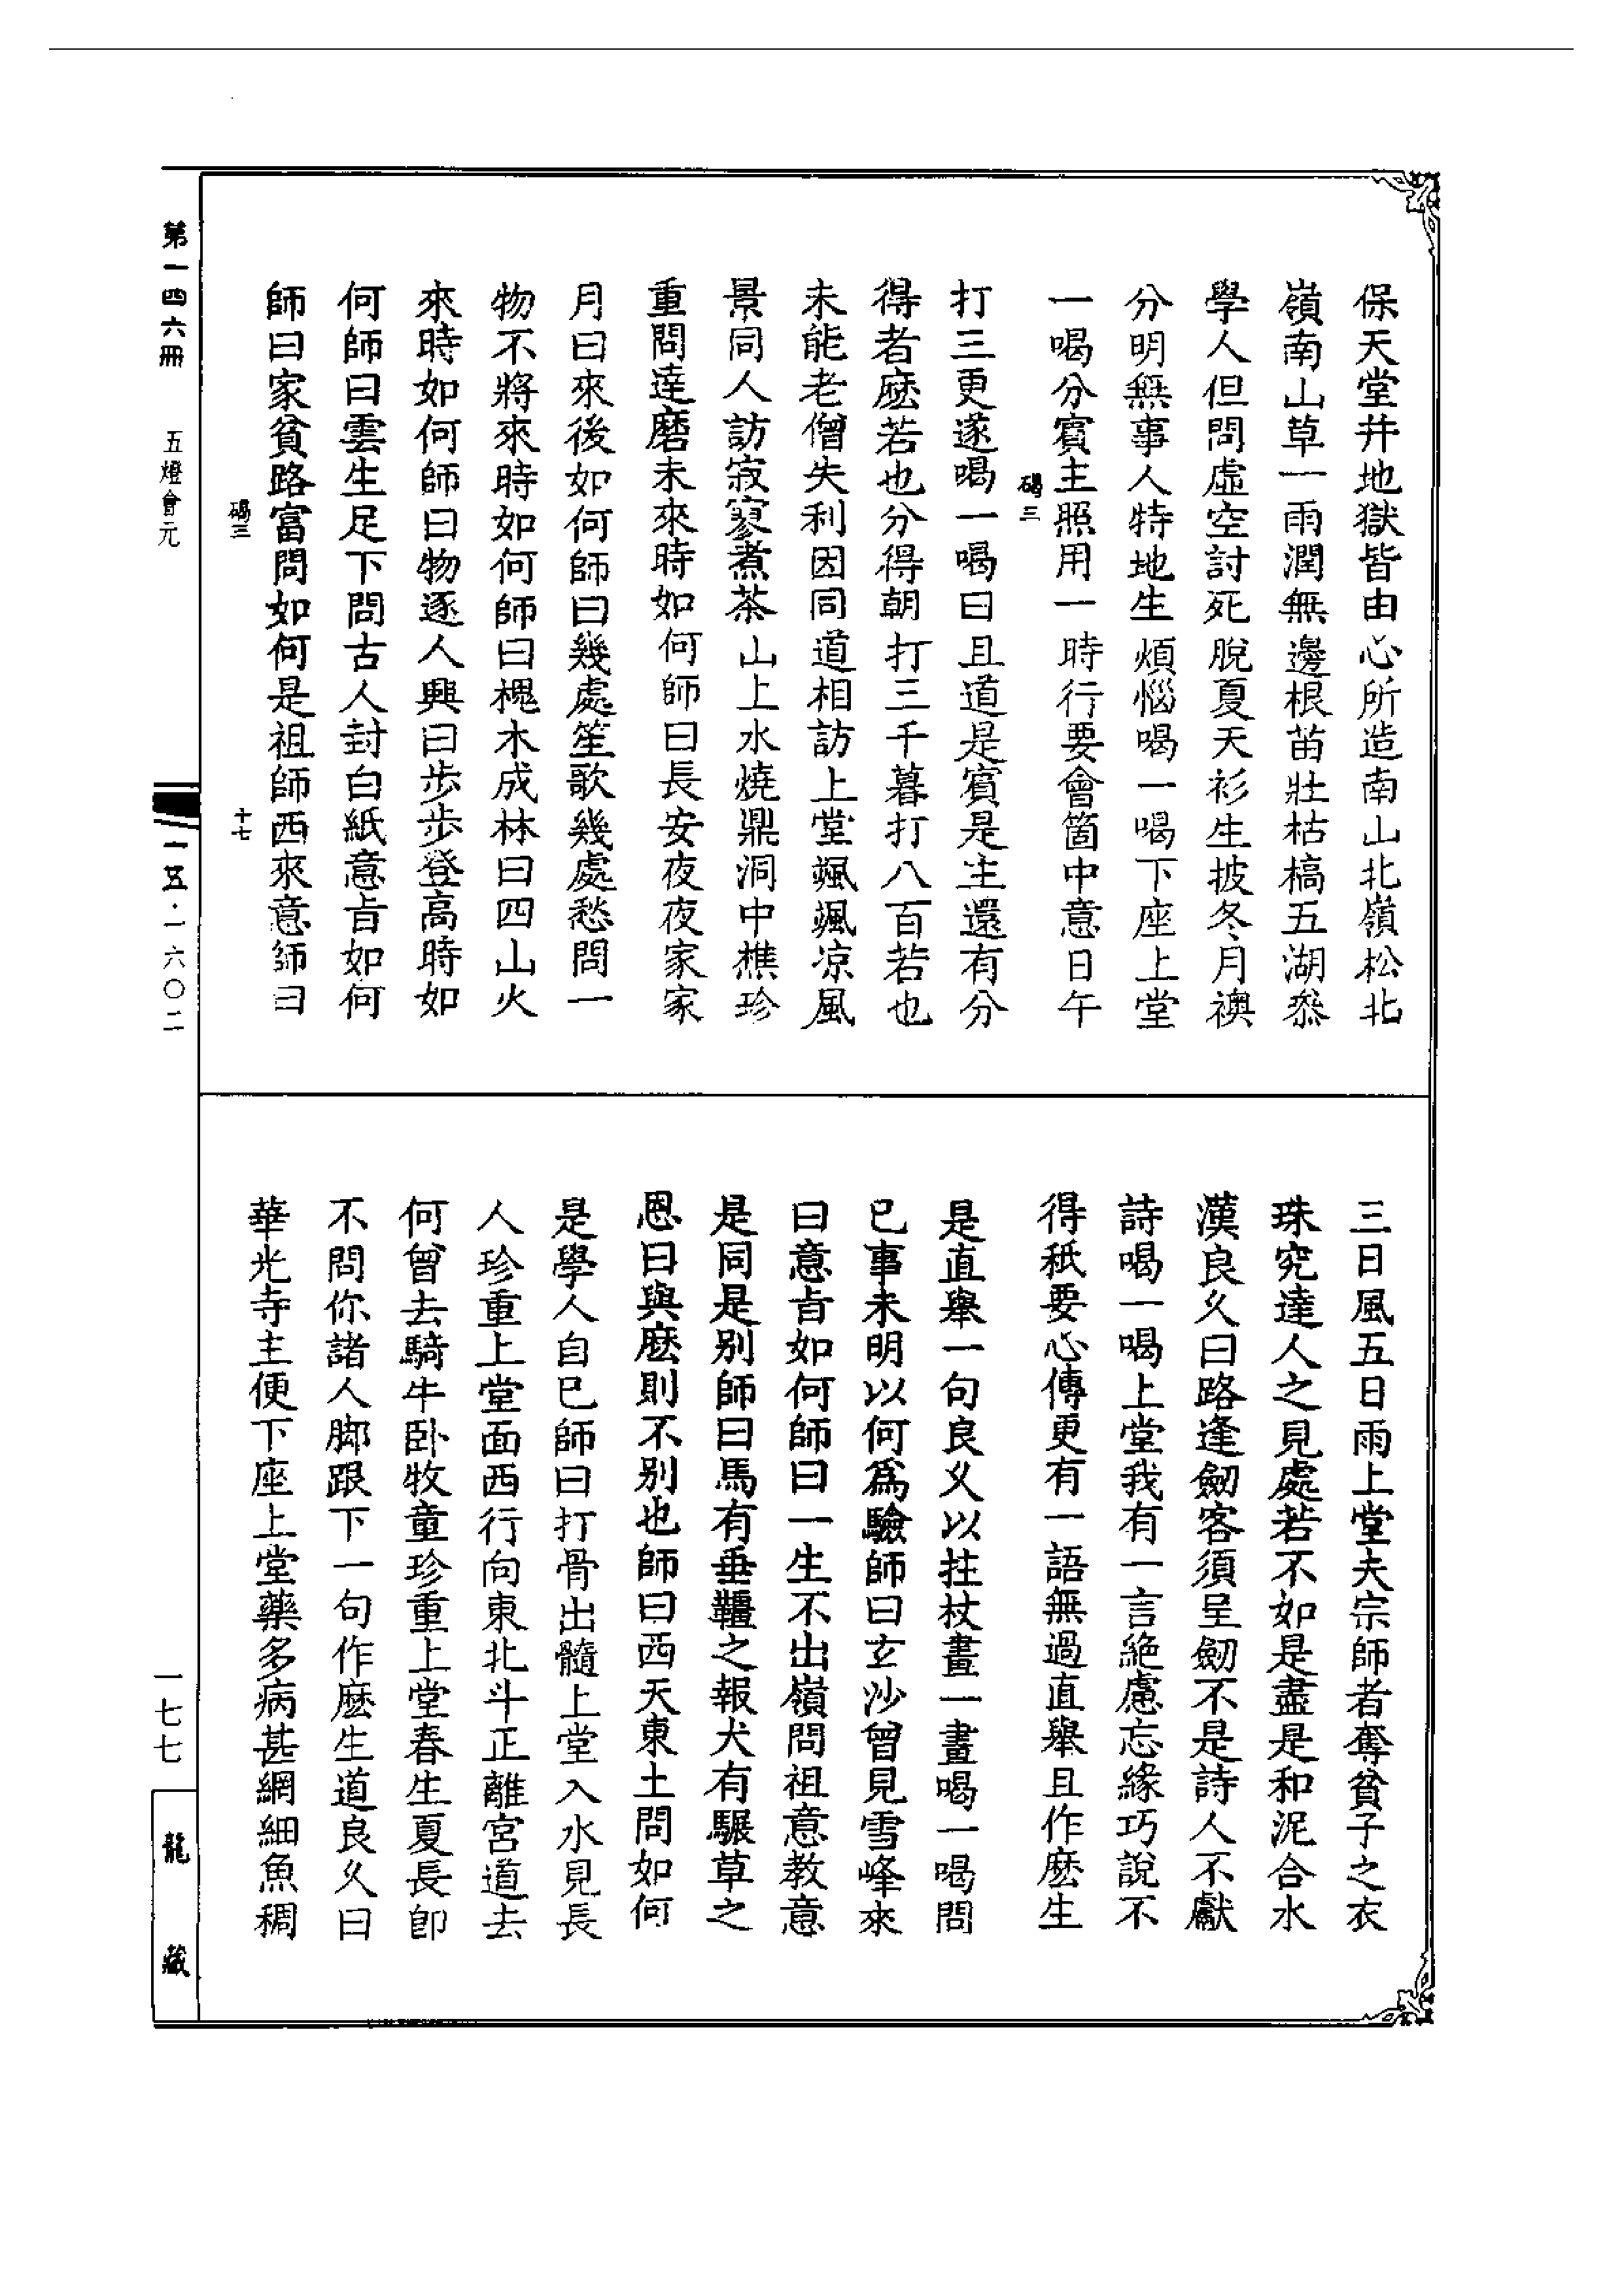 保天堂幷地獄皆由心所造南山北嶺松北
嶺南山草一雨潤無邊根苗壯枯槁五湖叅
學人但問虛空討死脫夏天衫生披冬月襖
分明無事人特地生煩惱喝一喝下座上堂
一喝分賓主照用一時行要會箇中意日午
碣三
打三更遂喝一喝曰且道是賓是主還有分
得者麽若也分得朝打三千暮打八百若也
未能老僧失利因同道相訪上堂颯颯凉風
景同人訪寂寥煮茶山上水燒鼎洞中樵珍
重問達磨未來時如何師曰長安夜夜家家
月曰來後如何師曰幾處笙歌幾處愁問一
物不將來時如何師曰槐木成林曰四山火
來時如何師曰物逐人興曰步步登高時如
何師曰雲生足下問古人封白紙意旨如何
師曰家貧路富問如何是祖師西來意師曰
碣三 十七
三日風五日雨上堂夫宗師者奪貧子之衣
珠究達人之見處若不如是盡是和泥合水
漢良久曰路逢劒客須呈劒不是詩人不獻
詩喝一喝上堂我有一言絶慮忘緣巧說不
得秖要心傳更有一語無過直舉且作麽生
是直舉一句良乆以拄杖畫一畫喝一喝問
已事未明以何爲驗師曰玄沙曾見雪峰來
曰意旨如何師曰一生不出嶺問祖意教意
是同是别師曰馬有垂韁之報犬有驏草之
恩曰與麽則不别也師曰西天東土問如何
是學人自已師曰打骨出髓上堂入水見長
人珍重上堂面西行向東北斗正離宮道去
何曾去騎牛卧牧童珍重上堂春生夏長卽
不問你諸人脚跟下一句作麽生道良乆曰
華光寺主便下座上堂藥多病甚網細魚稠
第一四六冊 五燈會元 一五·一六〇二
一七七 龍藏